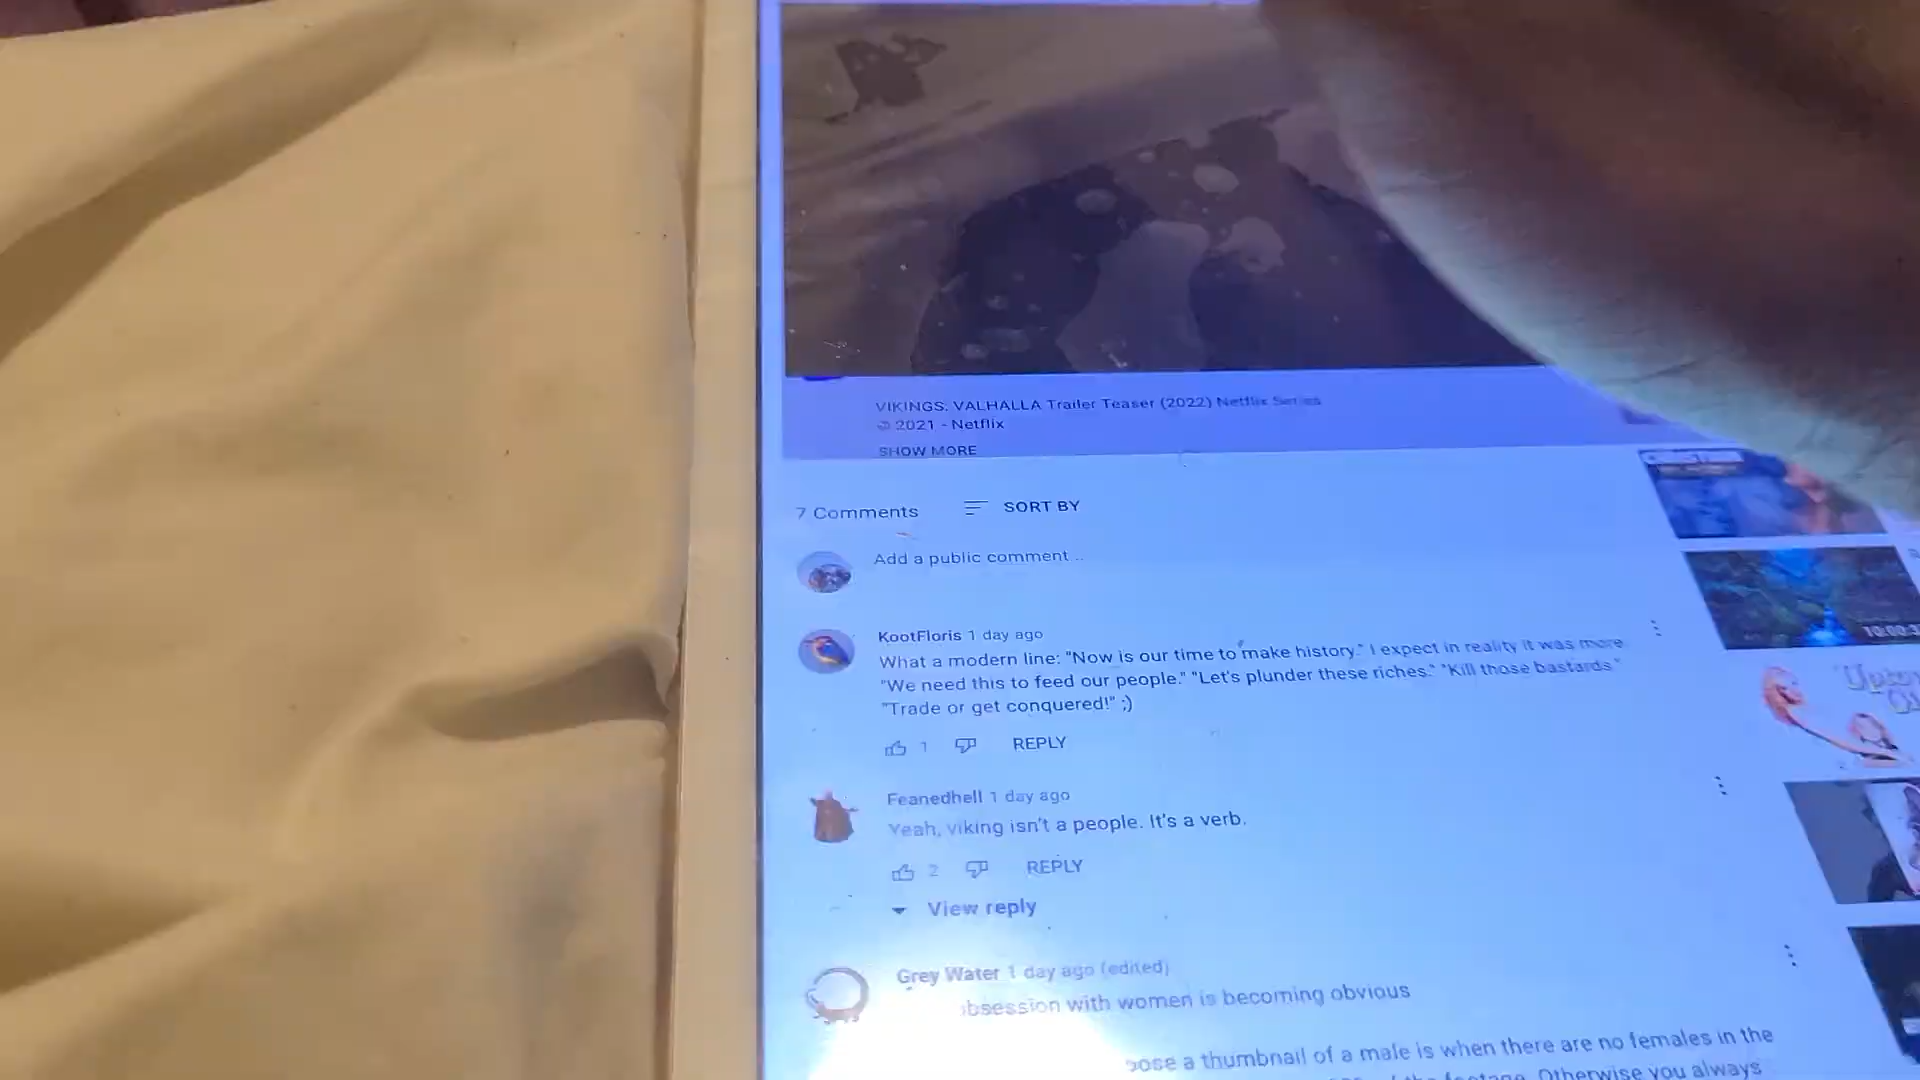 VIKINGS: VALHALLA Trailer Teaser (2022) Netflix Series
© 2021 - Netflix
SHOW MORE
7 Comments
SORT BY
Add a public comment...
KootFloris 1 day ago
What a modern line: "Now is our time to make history." I expect in reality it was more
"We need this to feed our people." "Let's plunder these riches." "Kill those bastards."
"Trade or get conquered!" ;)
1
REPLY
Feanedhell 1 day ago
Yeah, viking isn't a people. It's a verb.
2
REPLY
View reply
Grey Water 1 day ago (edited)
bsession with women is becoming obvious
ose a thumbnail of a male is when there are no females in the
Otherwise you always